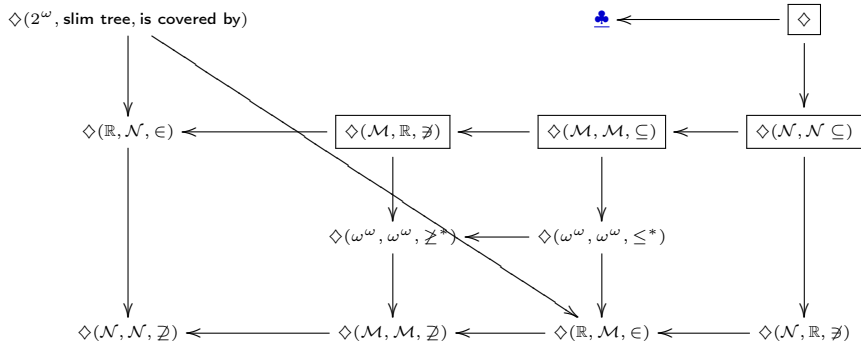 ◇(2^ω, slim tree, is covered by) ♣ ◇
◇(ℝ, 𝒩, ∈) ◇(ℳ, ℝ, ∌) ◇(ℳ, ℳ, ⊆) ◇(𝒩, 𝒩 ⊆)
◇(ω^ω, ω^ω, ≱*) ◇(ω^ω, ω^ω, ≤*)
◇(𝒩, 𝒩, ⊉) ◇(ℳ, ℳ, ⊉) ◇(ℝ, ℳ, ∈) ◇(𝒩, ℝ, ∌)